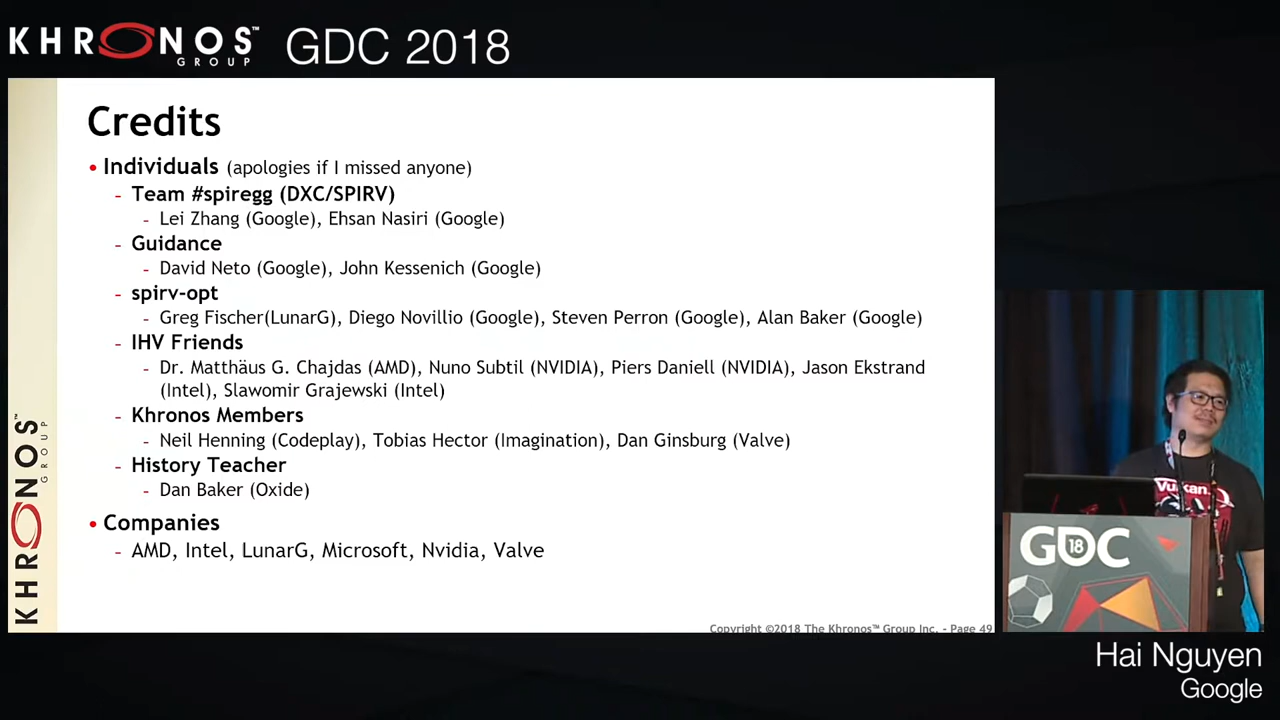 KHRONOS™
GROUP
GDC 2018
Credits
• Individuals (apologies if I missed anyone)
- Team #spiregg (DXC/SPIRV)
- Lei Zhang (Google), Ehsan Nasiri (Google)
- Guidance
- David Neto (Google), John Kessenich (Google)
- spirv-opt
- Greg Fischer(LunarG), Diego Novillio (Google), Steven Perron (Google), Alan Baker (Google)
- IHV Friends
- Dr. Matthäus G. Chajdas (AMD), Nuno Subtil (NVIDIA), Piers Daniell (NVIDIA), Jason Ekstrand
(Intel), Slawomir Grajewski (Intel)
- Khronos Members
- Neil Henning (Codeplay), Tobias Hector (Imagination), Dan Ginsburg (Valve)
- History Teacher
- Dan Baker (Oxide)
• Companies
- AMD, Intel, LunarG, Microsoft, Nvidia, Valve
KHRONOS™
GROUP
Copyright ©2018 The Khronos™ Group Inc. - Page 49
Vulkan
GDC
18
Hai Nguyen
Google